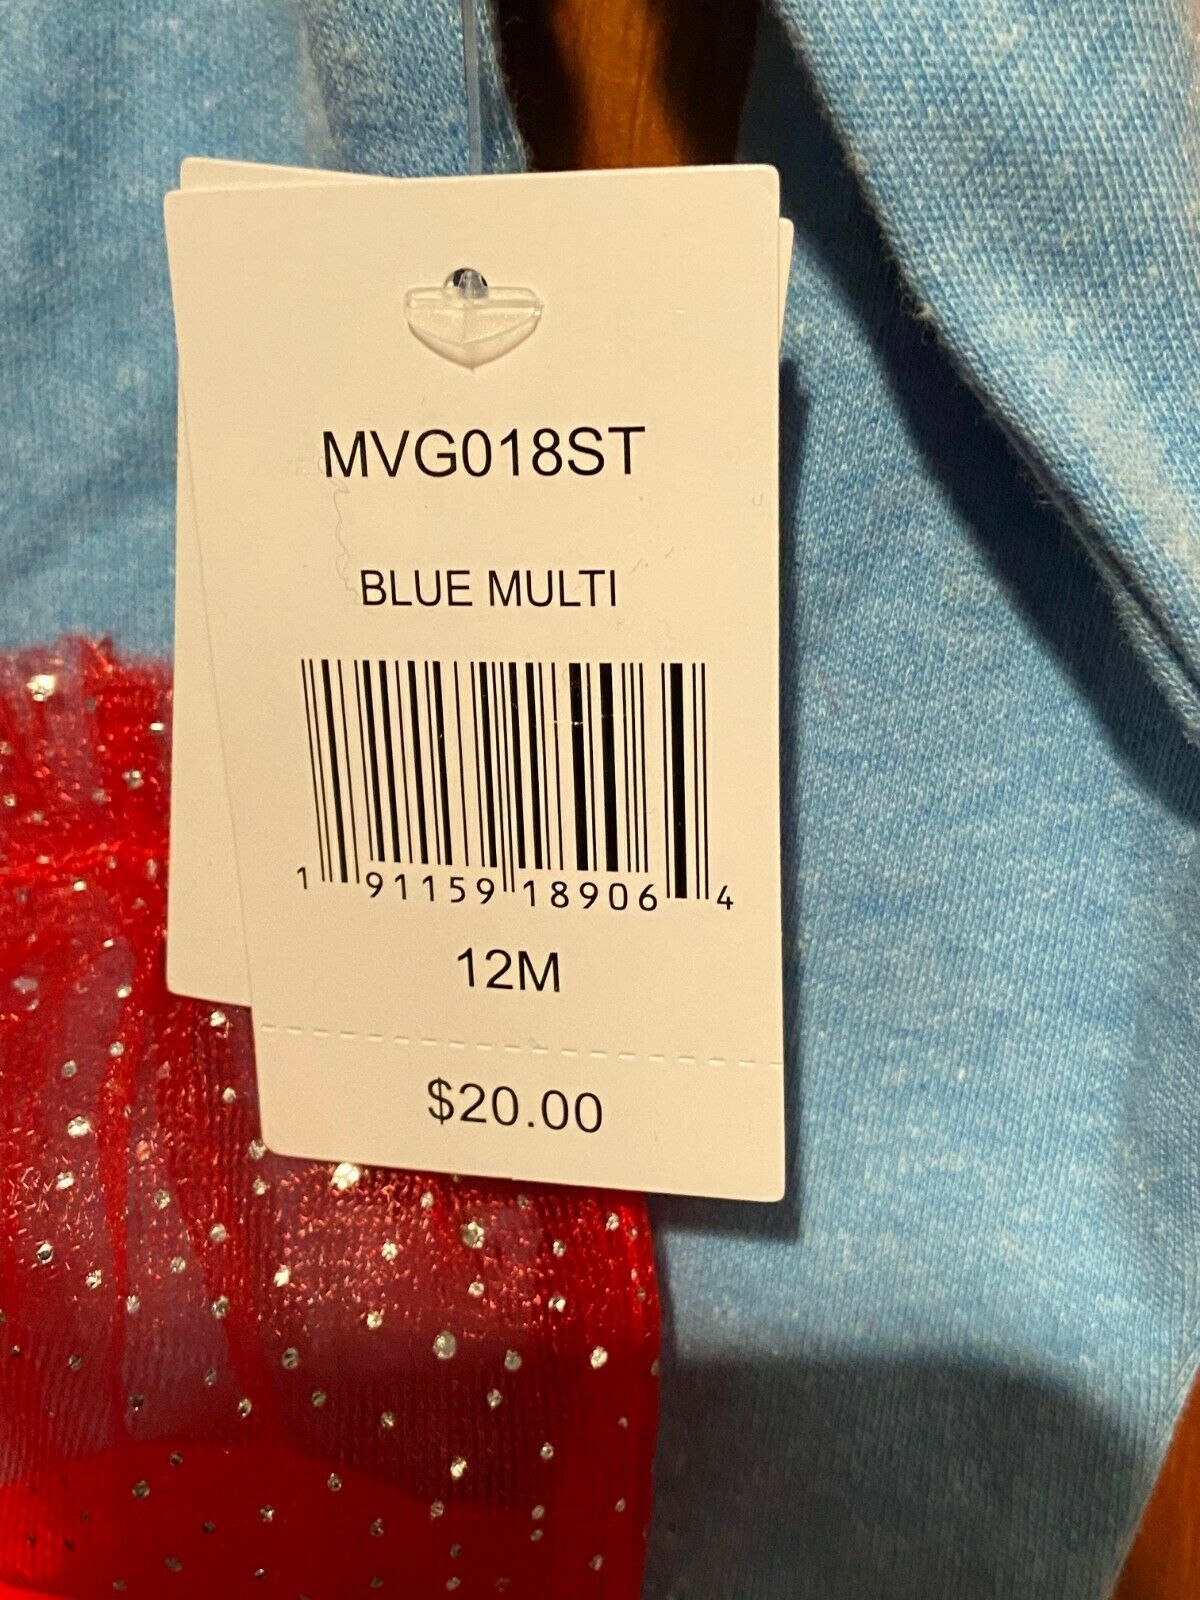 MVG018ST
BLUE MULTI
1 91159 18906 4
12M
$20.00